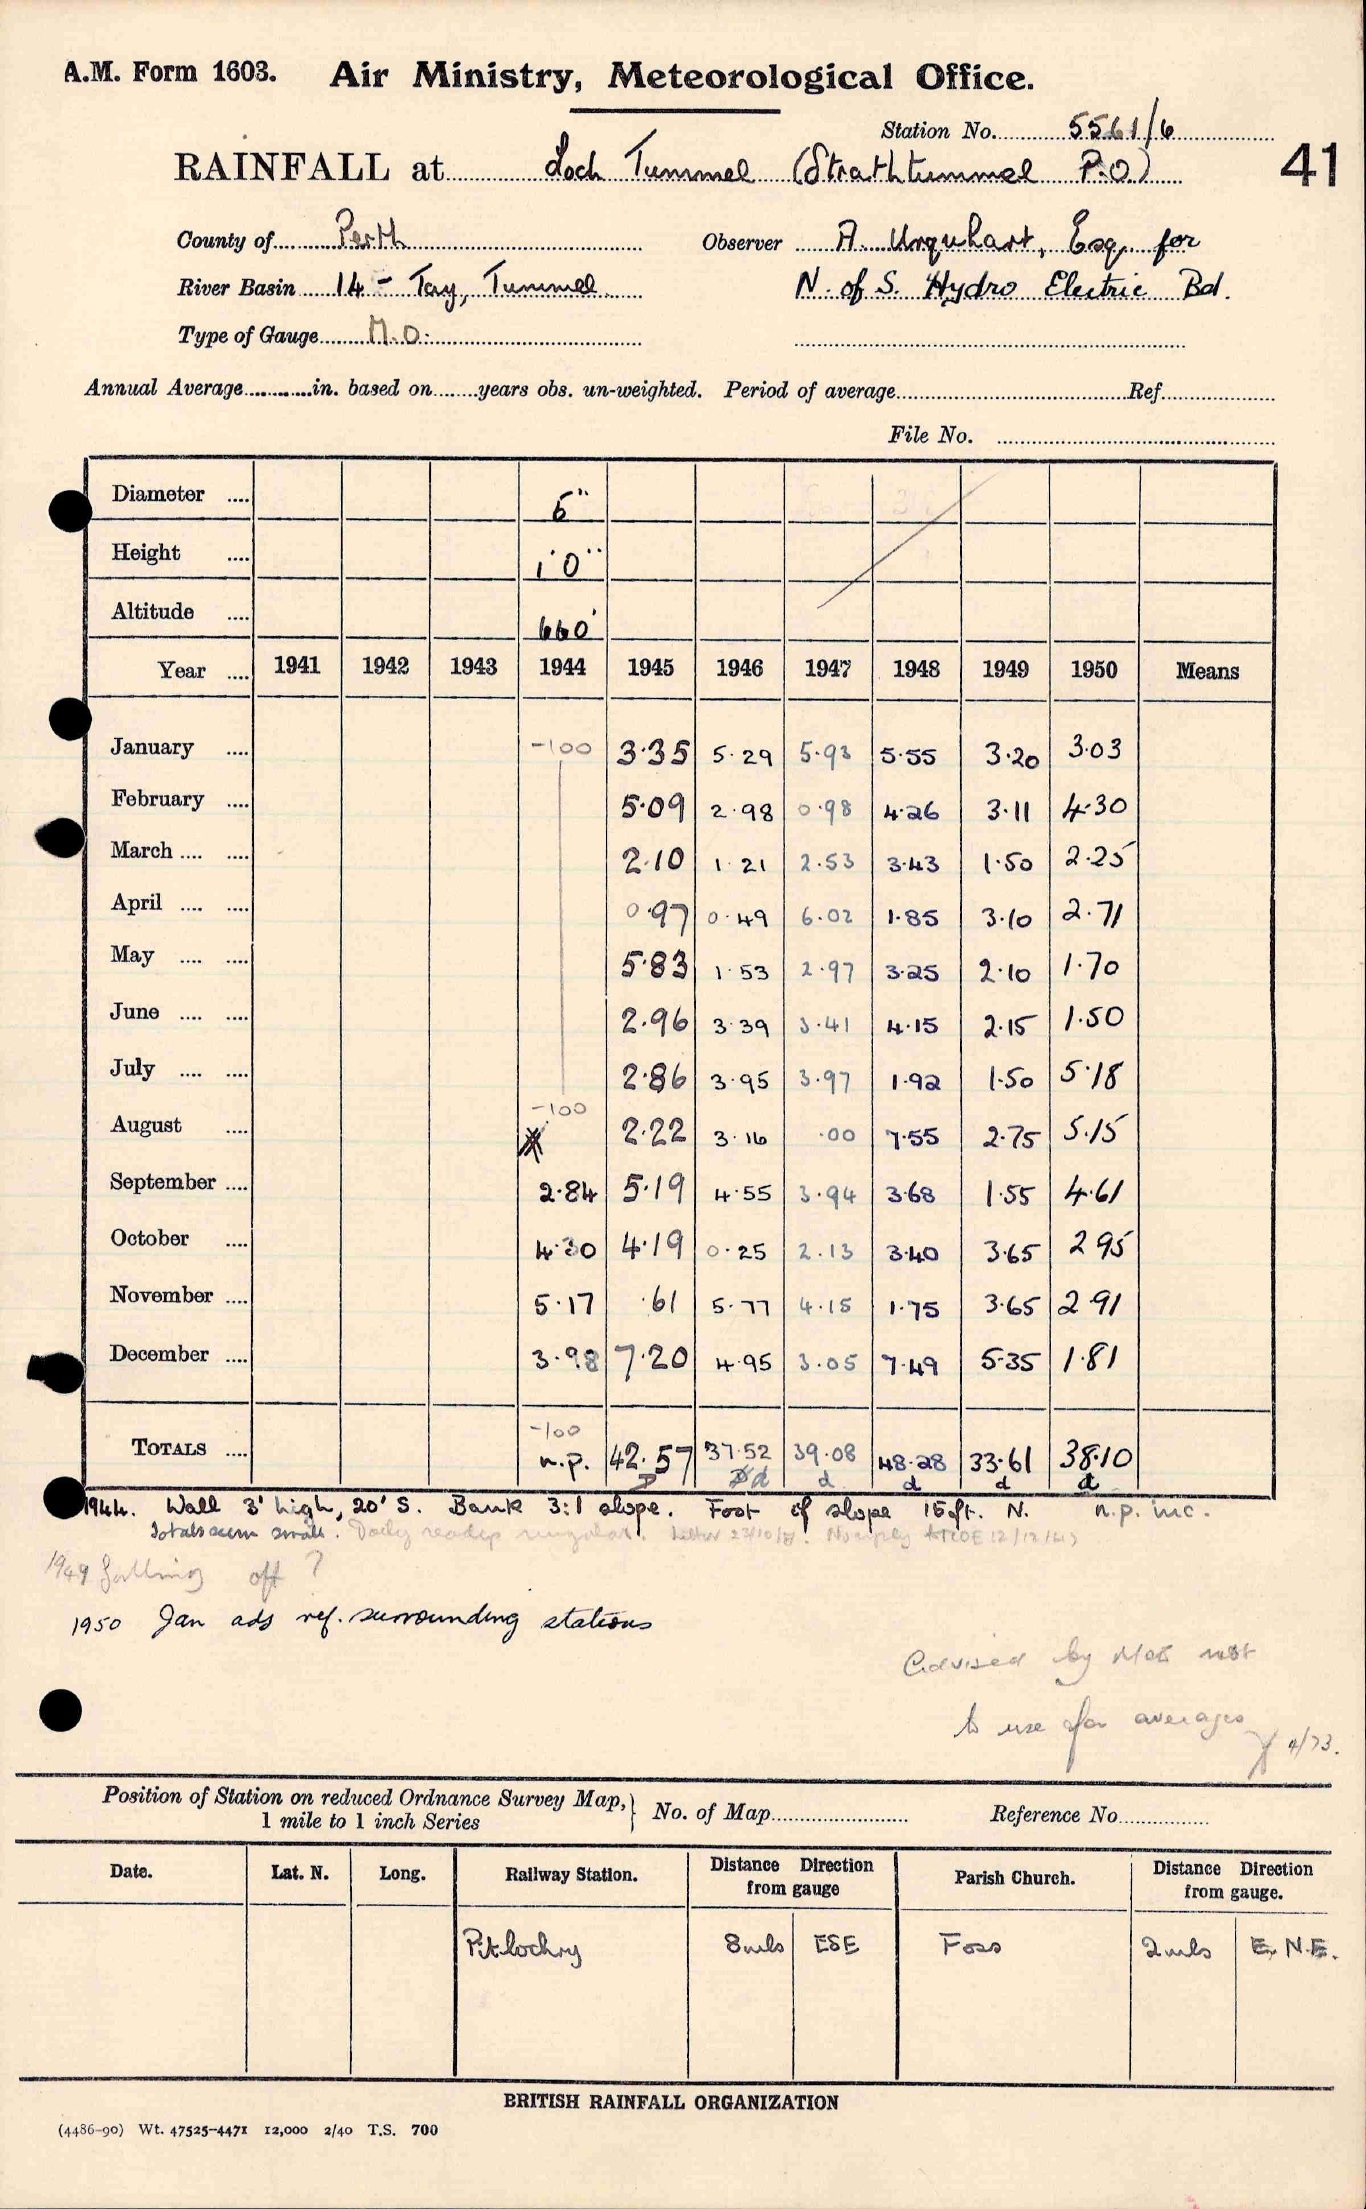 A.M. Form 1603. Air Ministry, Meteorological Office.
Station No. 5561/6
RAINFALL at Loch Tummel (Strathtummel P.O.) 41
County of Perth Observer A. Urquhart, Esq. for
River Basin 14 - Tay, Tummel N. of S. Hydro Electric Bd.
Type of Gauge M.O.
Annual Average in. based on years obs. un-weighted. Period of average Ref
File No.
Diameter 5"
Height 1'0"
Altitude 660'
Year 1941 1942 1943 1944 1945 1946 1947 1948 1949 1950 Means
January -100 3.35 5.29 5.93 5.55 3.20 3.03
February 5.09 2.98 0.98 4.26 3.11 4.30
March 2.10 1.21 2.53 3.43 1.50 2.25
April 0.97 0.49 6.02 1.85 3.10 2.71
May 5.83 1.53 2.97 3.25 2.10 1.70
June 2.96 3.39 3.41 4.15 2.15 1.50
July 2.86 3.95 3.97 1.92 1.50 5.18
August -100 2.22 3.16 .00 7.55 2.75 5.15
September 2.84 5.19 4.55 3.94 3.68 1.55 4.61
October 4.30 4.19 0.25 2.13 3.40 3.65 2.95
November 5.17 .61 5.77 4.15 1.75 3.65 2.91
December 3.98 7.20 4.95 3.05 7.49 5.35 1.81
-100
TOTALS n.p. 42.57 37.52 39.08 48.28 33.61 38.10
d d d d d
1944. Wall 3' high, 20' S. Bank 3:1 slope. Foot of slope 15ft. N. n.p. inc.
Totals seem small. Daily readgs Letter 23/10/
1949 falling off ?
1950 Jan ads ref. surrounding stations
Advised by not
to use for averages
4/73.
Position of Station on reduced Ordnance Survey Map, 1 mile to 1 inch Series } No. of Map Reference No
Date. Lat. N. Long. Railway Station. Distance Direction from gauge Parish Church. Distance Direction from gauge.
Pitlochry 8 mls ESE Foss 2 mls E.N.E.
BRITISH RAINFALL ORGANIZATION
(4486-90) Wt. 47525-4471 12,000 2/40 T.S. 700